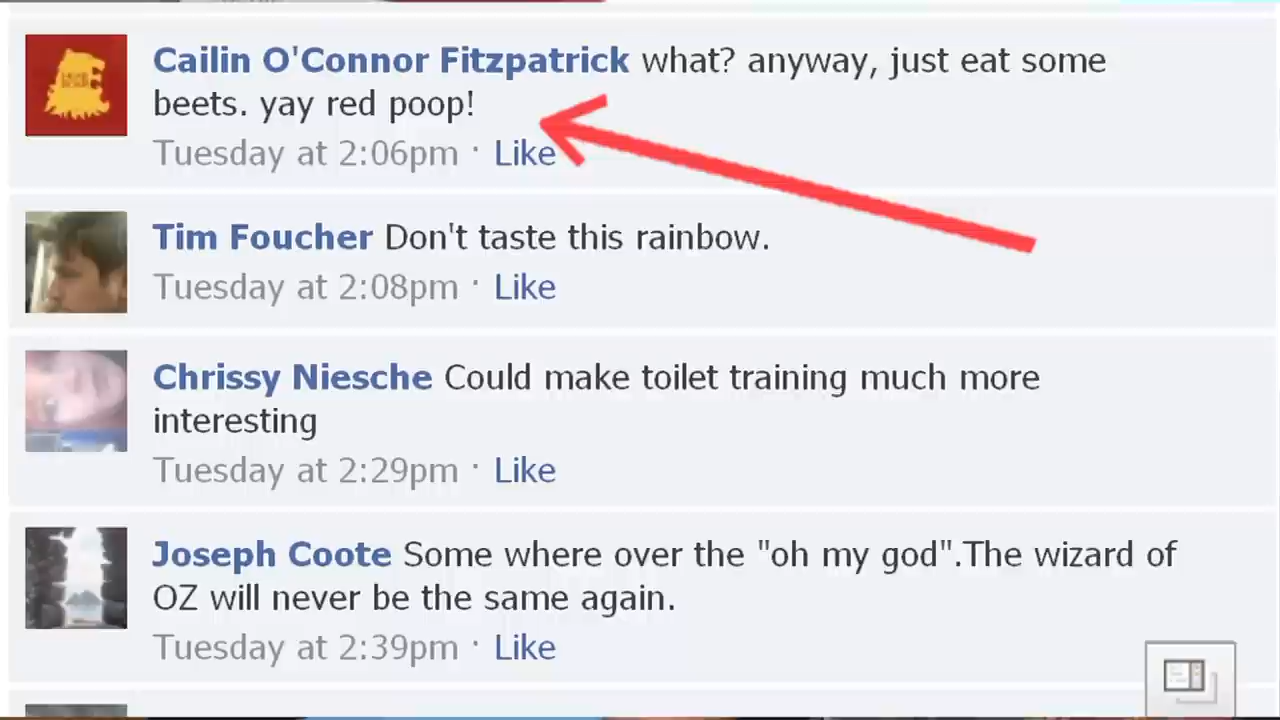 Cailin O'Connor Fitzpatrick what? anyway, just eat some
beets. yay red poop!
Tuesday at 2:06pm · Like
Tim Foucher Don't taste this rainbow.
Tuesday at 2:08pm · Like
Chrissy Niesche Could make toilet training much more
interesting
Tuesday at 2:29pm · Like
Joseph Coote Some where over the "oh my god".The wizard of
OZ will never be the same again.
Tuesday at 2:39pm · Like